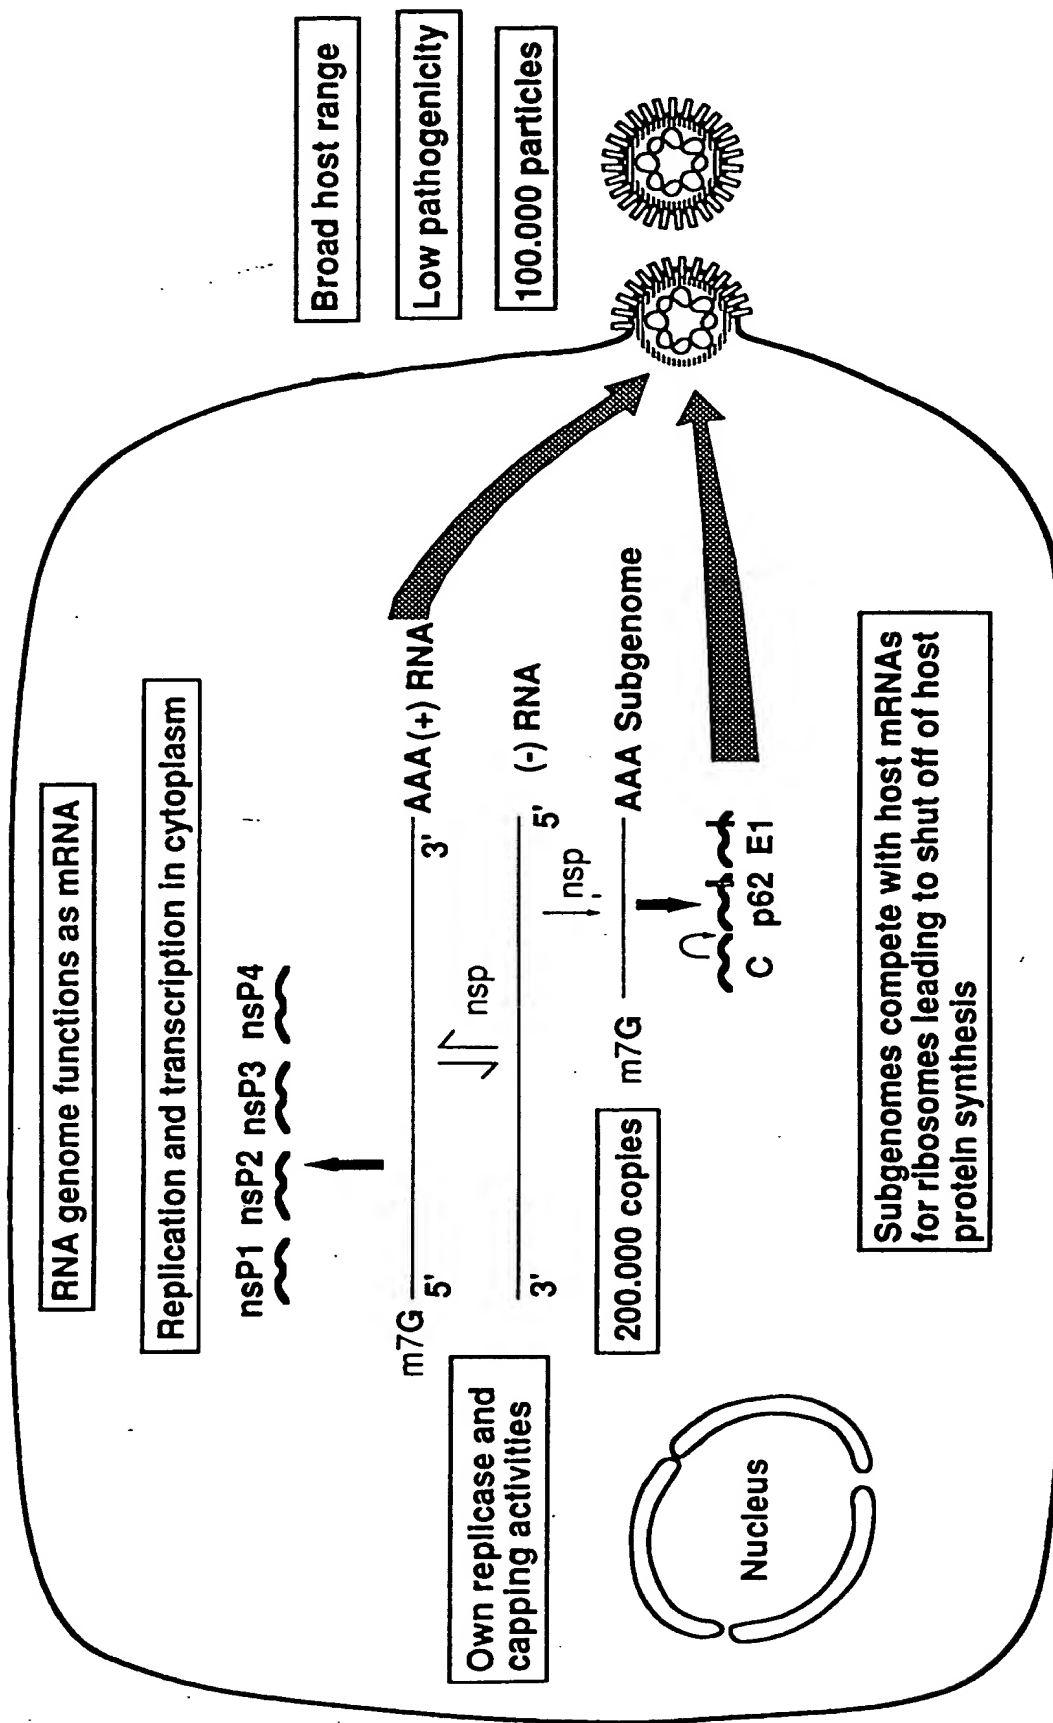 RNA genome functions as mRNA
Replication and transcription in cytoplasm
nsP1 nsP2 nsP3 nsP4
m7G
5'
3'
AAA (+) RNA
nsp
3'
5'
(-) RNA
nsp
Own replicase and
capping activities
200.000 copies
m7G
AAA Subgenome
C p62 E1
Nucleus
Subgenomes compete with host mRNAs
for ribosomes leading to shut off of host
protein synthesis
Broad host range
Low pathogenicity
100.000 particles